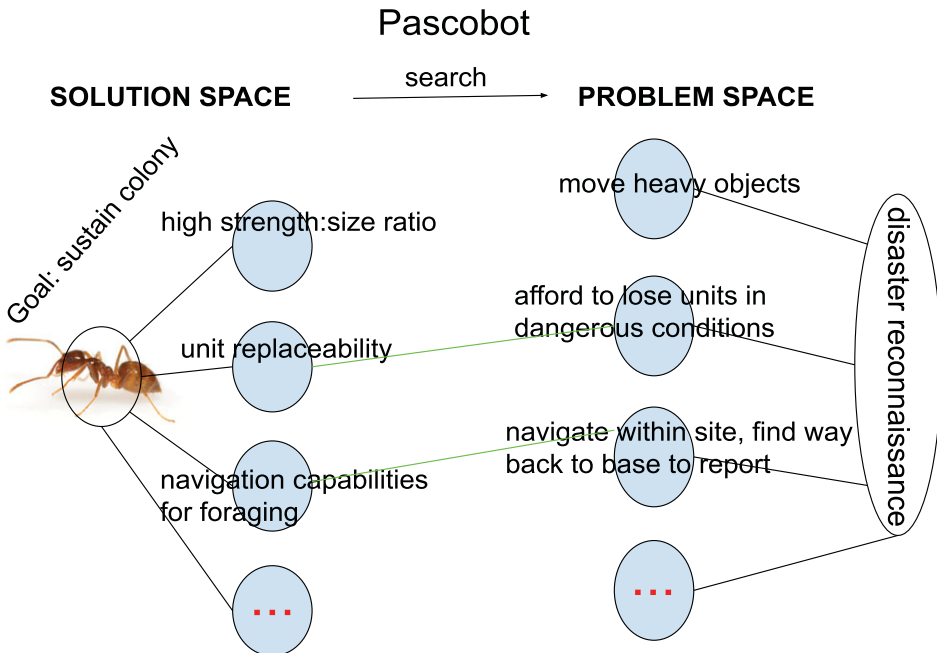 Pascobot
search
SOLUTION SPACE
PROBLEM SPACE
Goal: sustain colony
high strength:size ratio
unit replaceability
navigation capabilities
for foraging
...
move heavy objects
afford to lose units in
dangerous conditions
navigate within site, find way
back to base to report
...
disaster reconnaissance